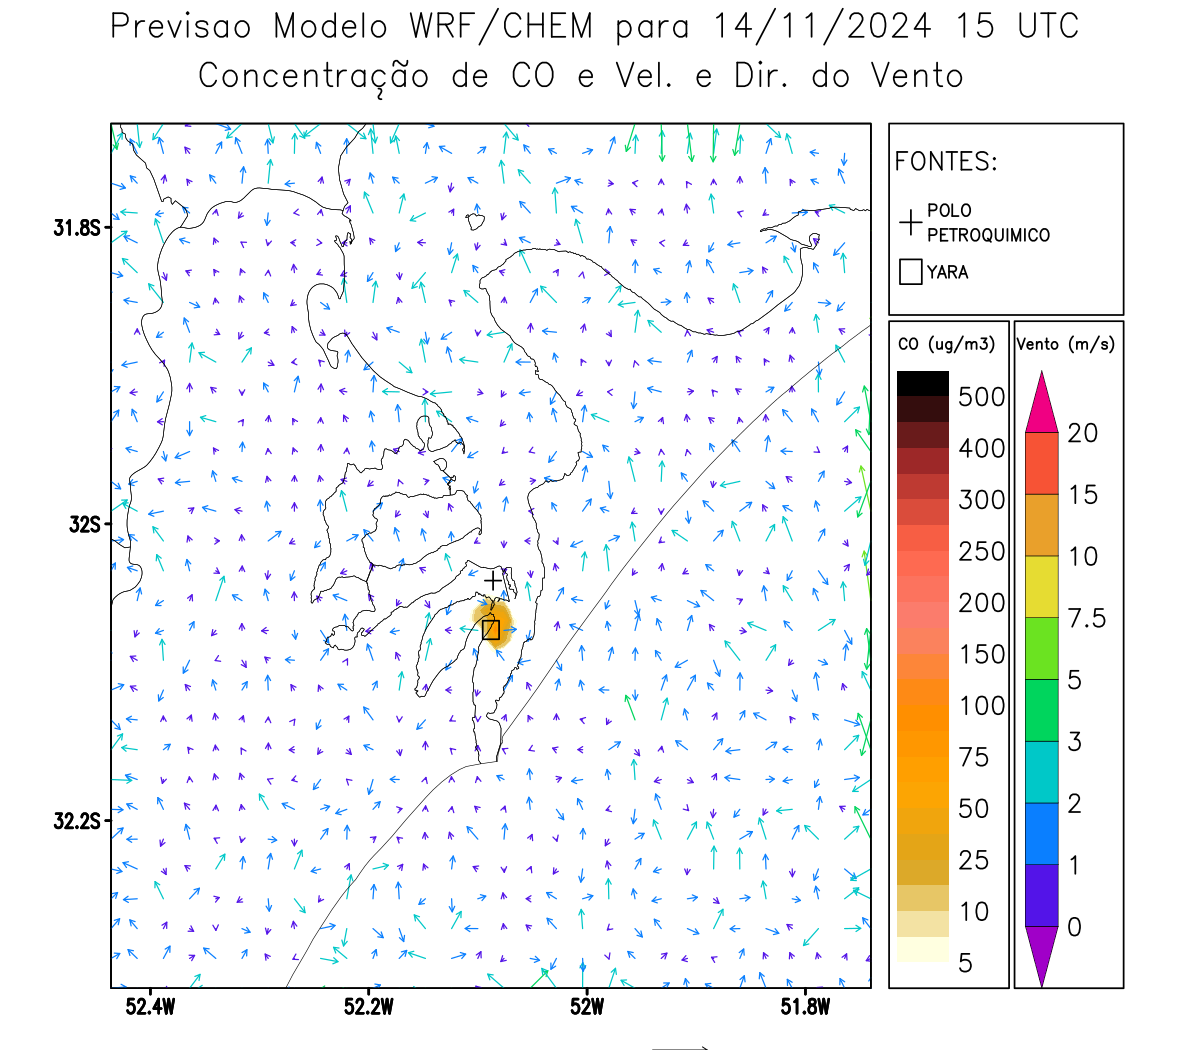 Previsao Modelo WRF/CHEM para 14/11/2024 15 UTC
Concentração de CO e Vel. e Dir. do Vento
FONTES:
POLO
PETROQUIMICO
YARA
CO (ug/m3)
500
400
300
250
200
150
100
75
50
25
10
5
Vento (m/s)
20
15
10
7.5
5
3
2
1
0
31.8S
32S
32.2S
52.4W
52.2W
52W
51.8W